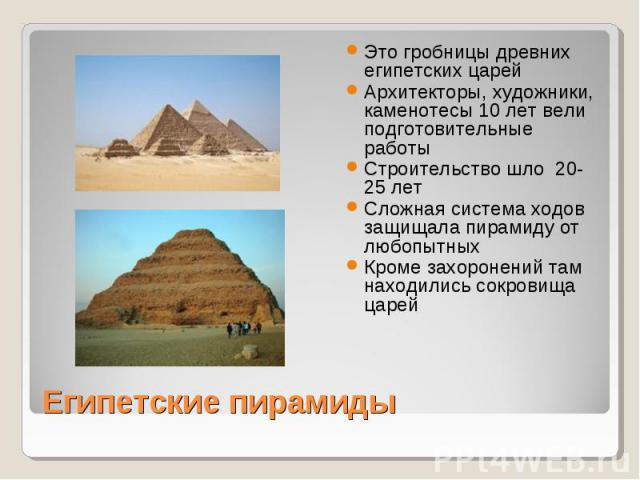 Это гробницы древних
египетских царей
Архитекторы, художники,
каменотесы 10 лет вели
подготовительные
работы
Строительство шло  20-
25 лет
Сложная система ходов
защищала пирамиду от
любопытных
Кроме захоронений там
находились сокровища
царей
Египетские пирамиды
PPt4WEB.ru